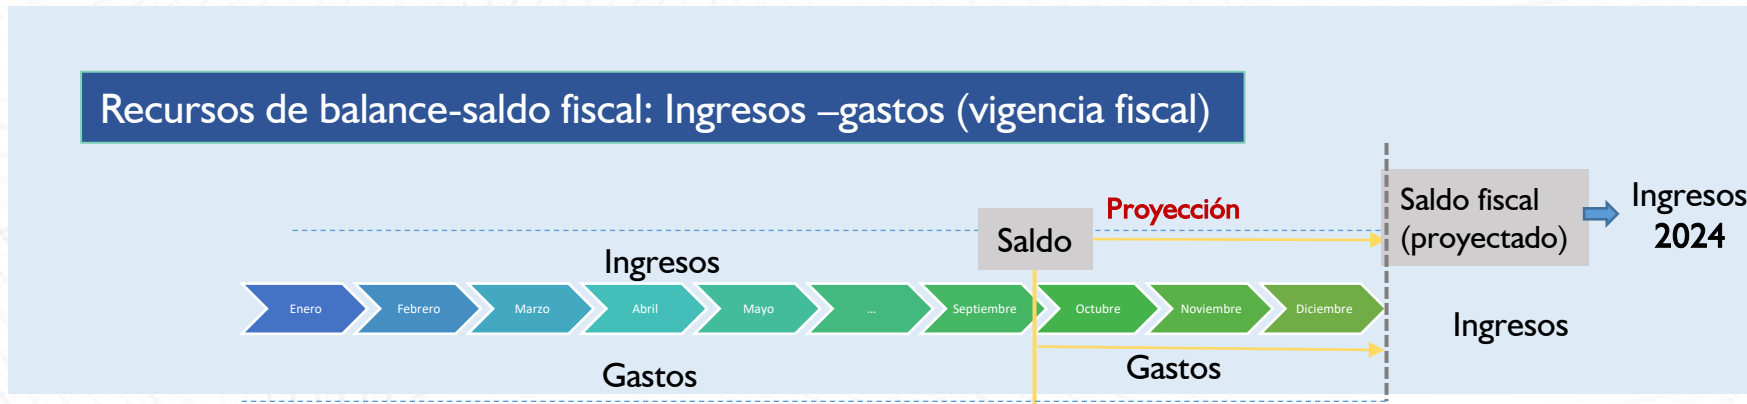 Recursos de balance-saldo fiscal: Ingresos –gastos (vigencia fiscal)
Proyección
Saldo
Saldo fiscal
(proyectado)
Ingresos
2024
Ingresos
Enero
Febrero
Marzo
Abril
Mayo
...
Septiembre
Octubre
Noviembre
Diciembre
Ingresos
Gastos
Gastos